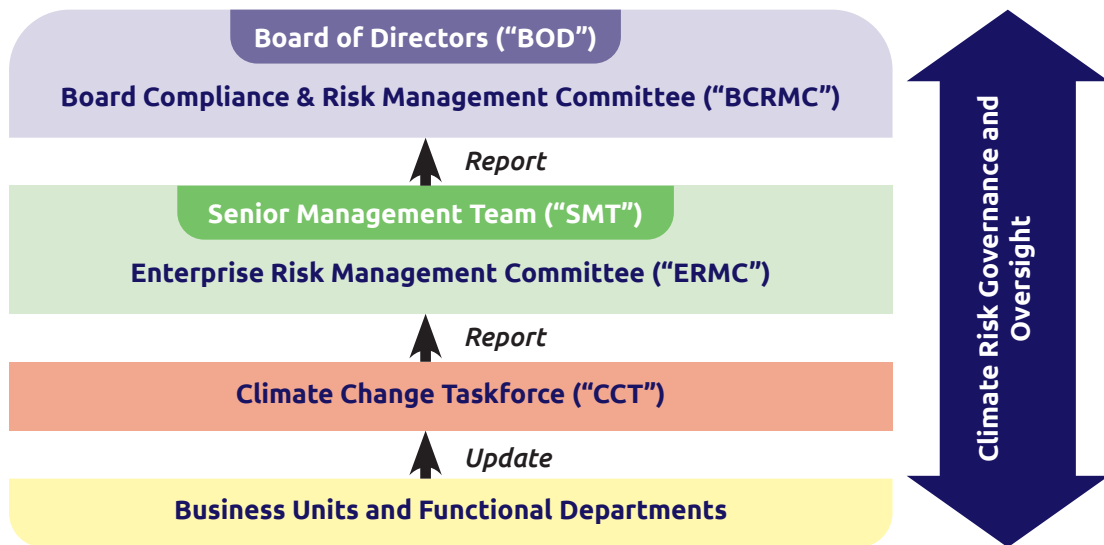 Board of Directors (“BOD”)
Board Compliance & Risk Management Committee (“BCRMC”)
Report
Senior Management Team (“SMT”)
Enterprise Risk Management Committee (“ERMC”)
Report
Climate Change Taskforce (“CCT”)
Update
Business Units and Functional Departments
Climate Risk Governance and
Oversight